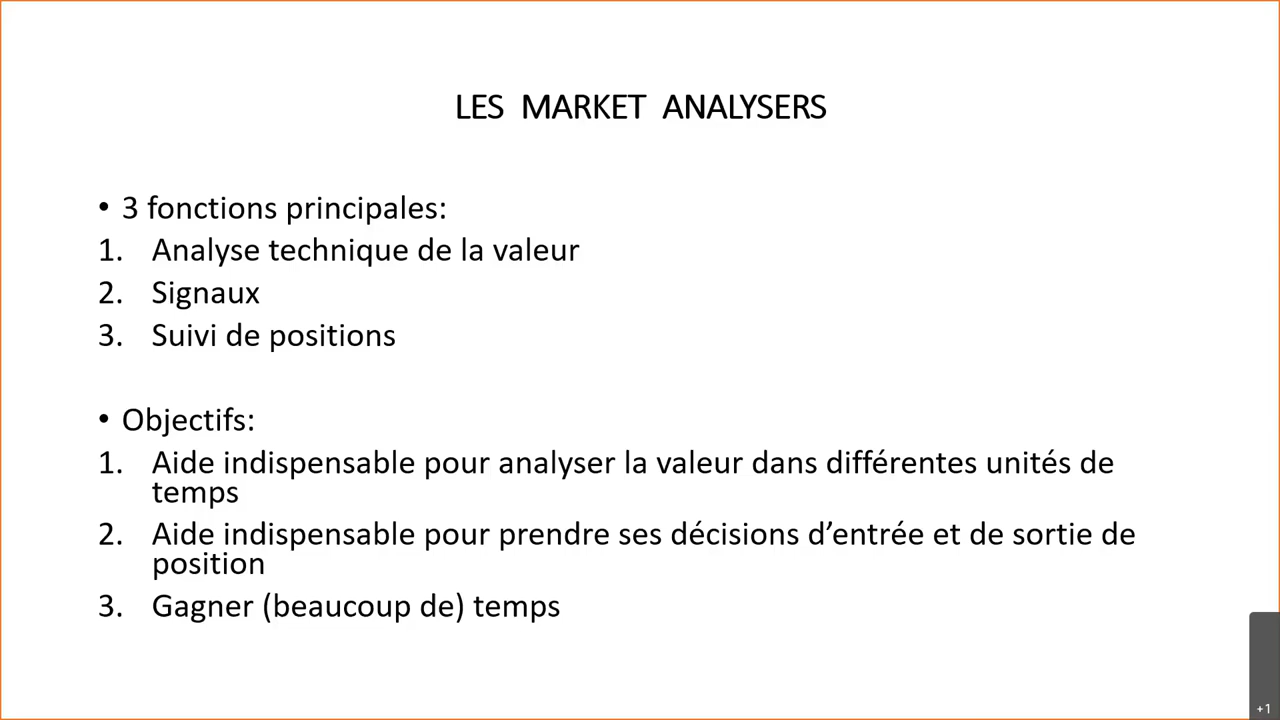 LES MARKET ANALYSERS
• 3 fonctions principales:
1. Analyse technique de la valeur
2. Signaux
3. Suivi de positions
• Objectifs:
1. Aide indispensable pour analyser la valeur dans différentes unités de
temps
2. Aide indispensable pour prendre ses décisions d’entrée et de sortie de
position
3. Gagner (beaucoup de) temps
+1